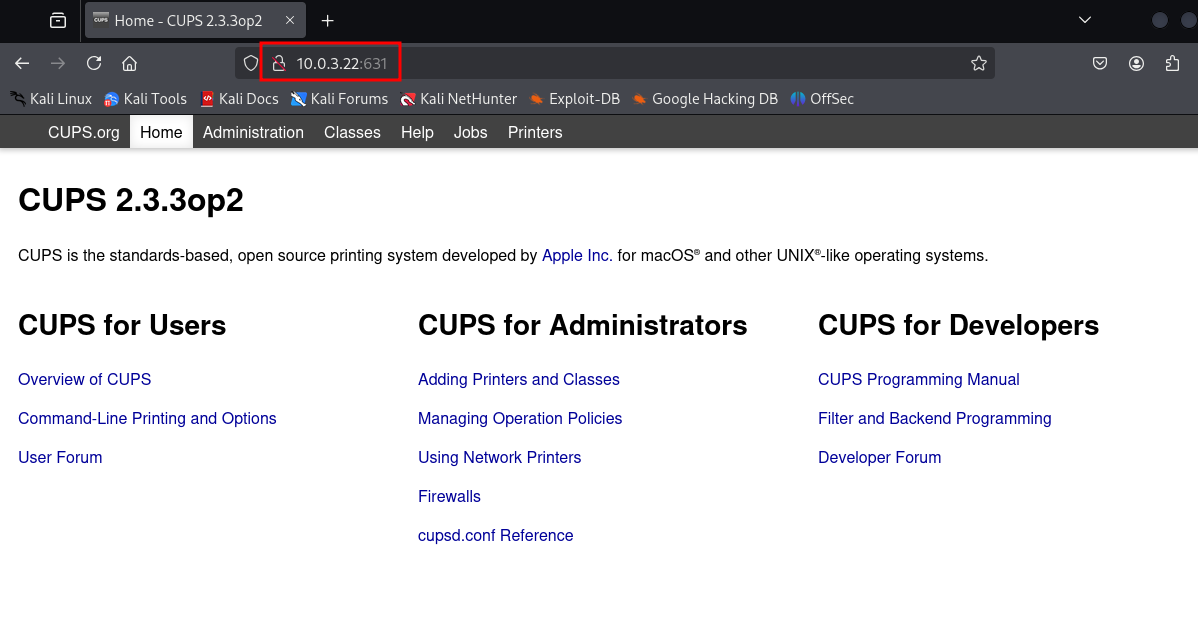 CUPS Home - CUPS 2.3.3op2
10.0.3.22:631
Kali Linux Kali Tools Kali Docs Kali Forums Kali NetHunter Exploit-DB Google Hacking DB OffSec
CUPS.org Home Administration Classes Help Jobs Printers
CUPS 2.3.3op2
CUPS is the standards-based, open source printing system developed by Apple Inc. for macOS® and other UNIX®-like operating systems.
CUPS for Users
Overview of CUPS
Command-Line Printing and Options
User Forum
CUPS for Administrators
Adding Printers and Classes
Managing Operation Policies
Using Network Printers
Firewalls
cupsd.conf Reference
CUPS for Developers
CUPS Programming Manual
Filter and Backend Programming
Developer Forum